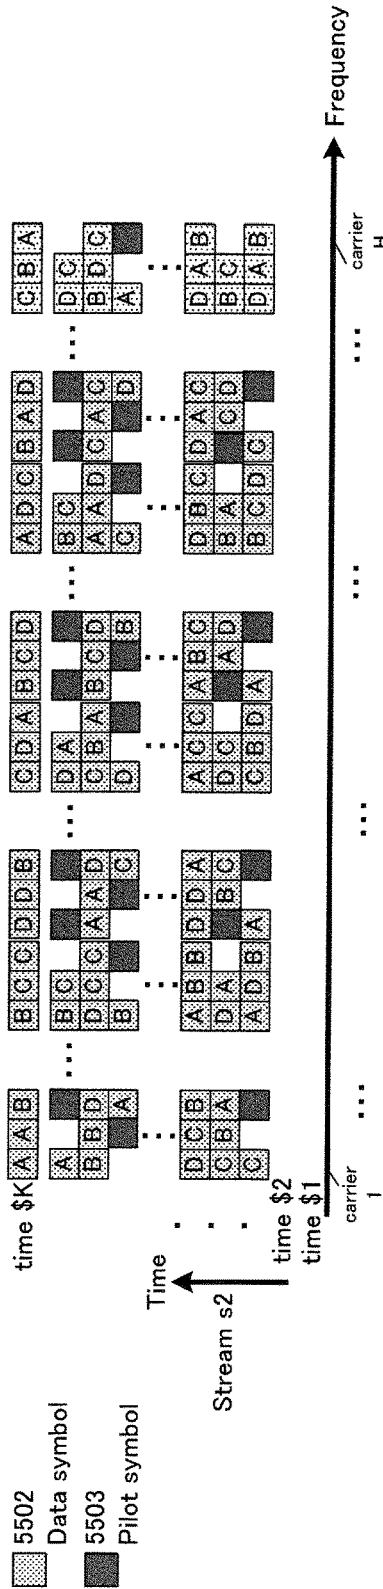 5502
Data symbol
5503
Pilot symbol
time $K
A A B B C C D D B C D A B C D A D C B A D C B A
A B C D A B C D C
B B D D C C A A D C B A B C D A A D C A C B D C
A B C D B C D A
D C B A B B D D A A C C A B C D B C D A C D A B
C B A D A B C D C A D B A C D B C
C A D B A C B D A B C D C D A B
Time
Stream s2
time $2
time $1
carrier
1
carrier
H
Frequency